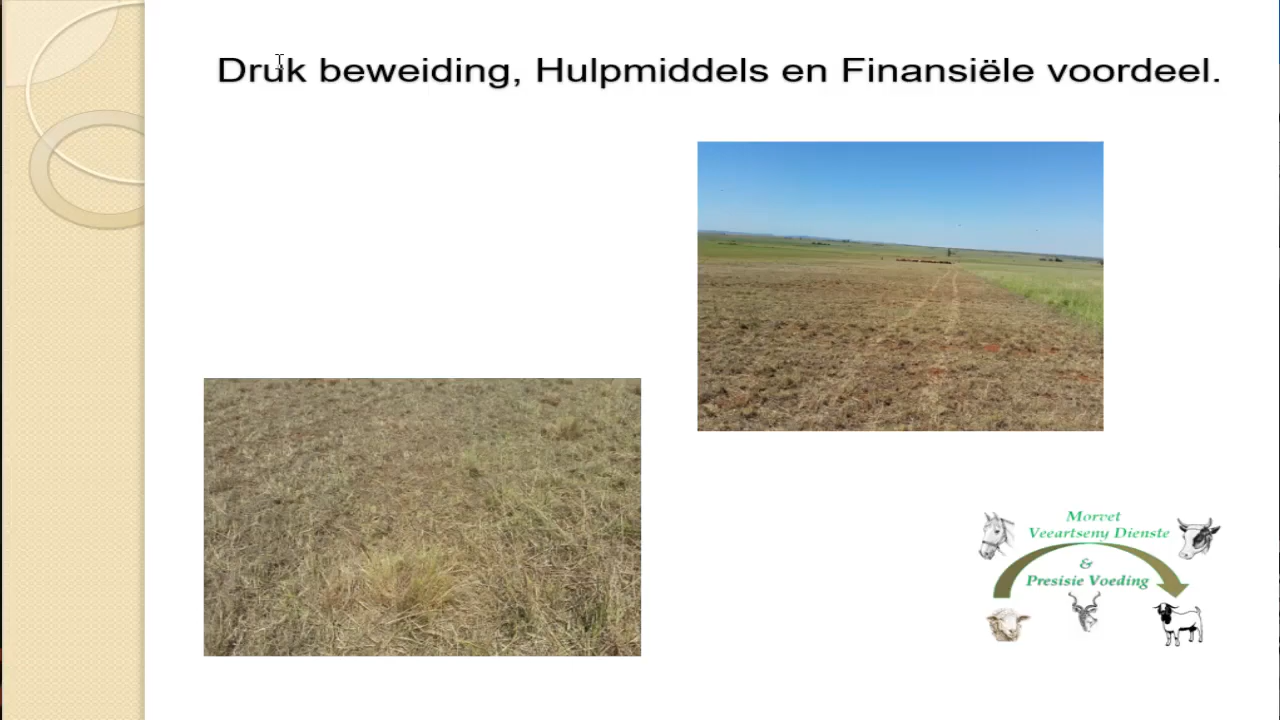 Druk beweiding, Hulpmiddels en Finansiële voordeel.
Morvet
Veeartseny Dienste
&
Presisie Voeding